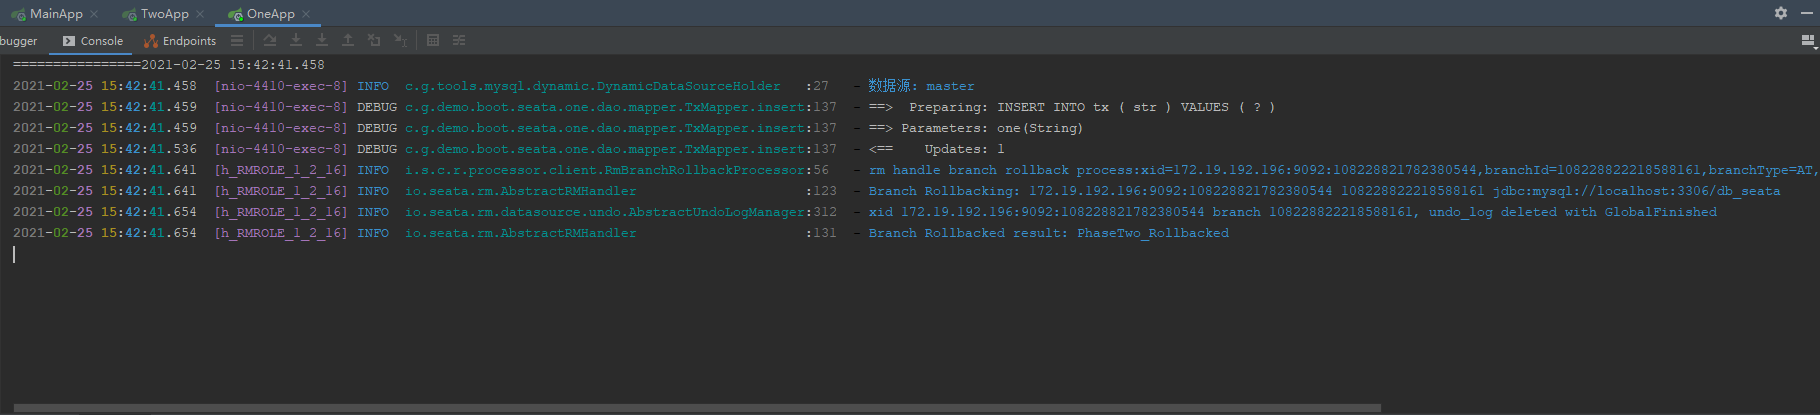 MainApp TwoApp OneApp
bugger Console Endpoints
================2021-02-25 15:42:41.458
2021-02-25 15:42:41.458 [nio-4410-exec-8] INFO c.g.tools.mysql.dynamic.DynamicDataSourceHolder :27 - 数据源: master
2021-02-25 15:42:41.459 [nio-4410-exec-8] DEBUG c.g.demo.boot.seata.one.dao.mapper.TxMapper.insert:137 - ==> Preparing: INSERT INTO tx ( str ) VALUES ( ? )
2021-02-25 15:42:41.459 [nio-4410-exec-8] DEBUG c.g.demo.boot.seata.one.dao.mapper.TxMapper.insert:137 - ==> Parameters: one(String)
2021-02-25 15:42:41.536 [nio-4410-exec-8] DEBUG c.g.demo.boot.seata.one.dao.mapper.TxMapper.insert:137 - <== Updates: 1
2021-02-25 15:42:41.641 [h_RMROLE_1_2_16] INFO i.s.c.r.processor.client.RmBranchRollbackProcessor:56 - rm handle branch rollback process:xid=172.19.192.196:9092:108228821782380544,branchId=108228822218588161,branchType=AT,
2021-02-25 15:42:41.641 [h_RMROLE_1_2_16] INFO io.seata.rm.AbstractRMHandler :123 - Branch Rollbacking: 172.19.192.196:9092:108228821782380544 108228822218588161 jdbc:mysql://localhost:3306/db_seata
2021-02-25 15:42:41.654 [h_RMROLE_1_2_16] INFO io.seata.rm.datasource.undo.AbstractUndoLogManager:312 - xid 172.19.192.196:9092:108228821782380544 branch 108228822218588161, undo_log deleted with GlobalFinished
2021-02-25 15:42:41.654 [h_RMROLE_1_2_16] INFO io.seata.rm.AbstractRMHandler :131 - Branch Rollbacked result: PhaseTwo_Rollbacked